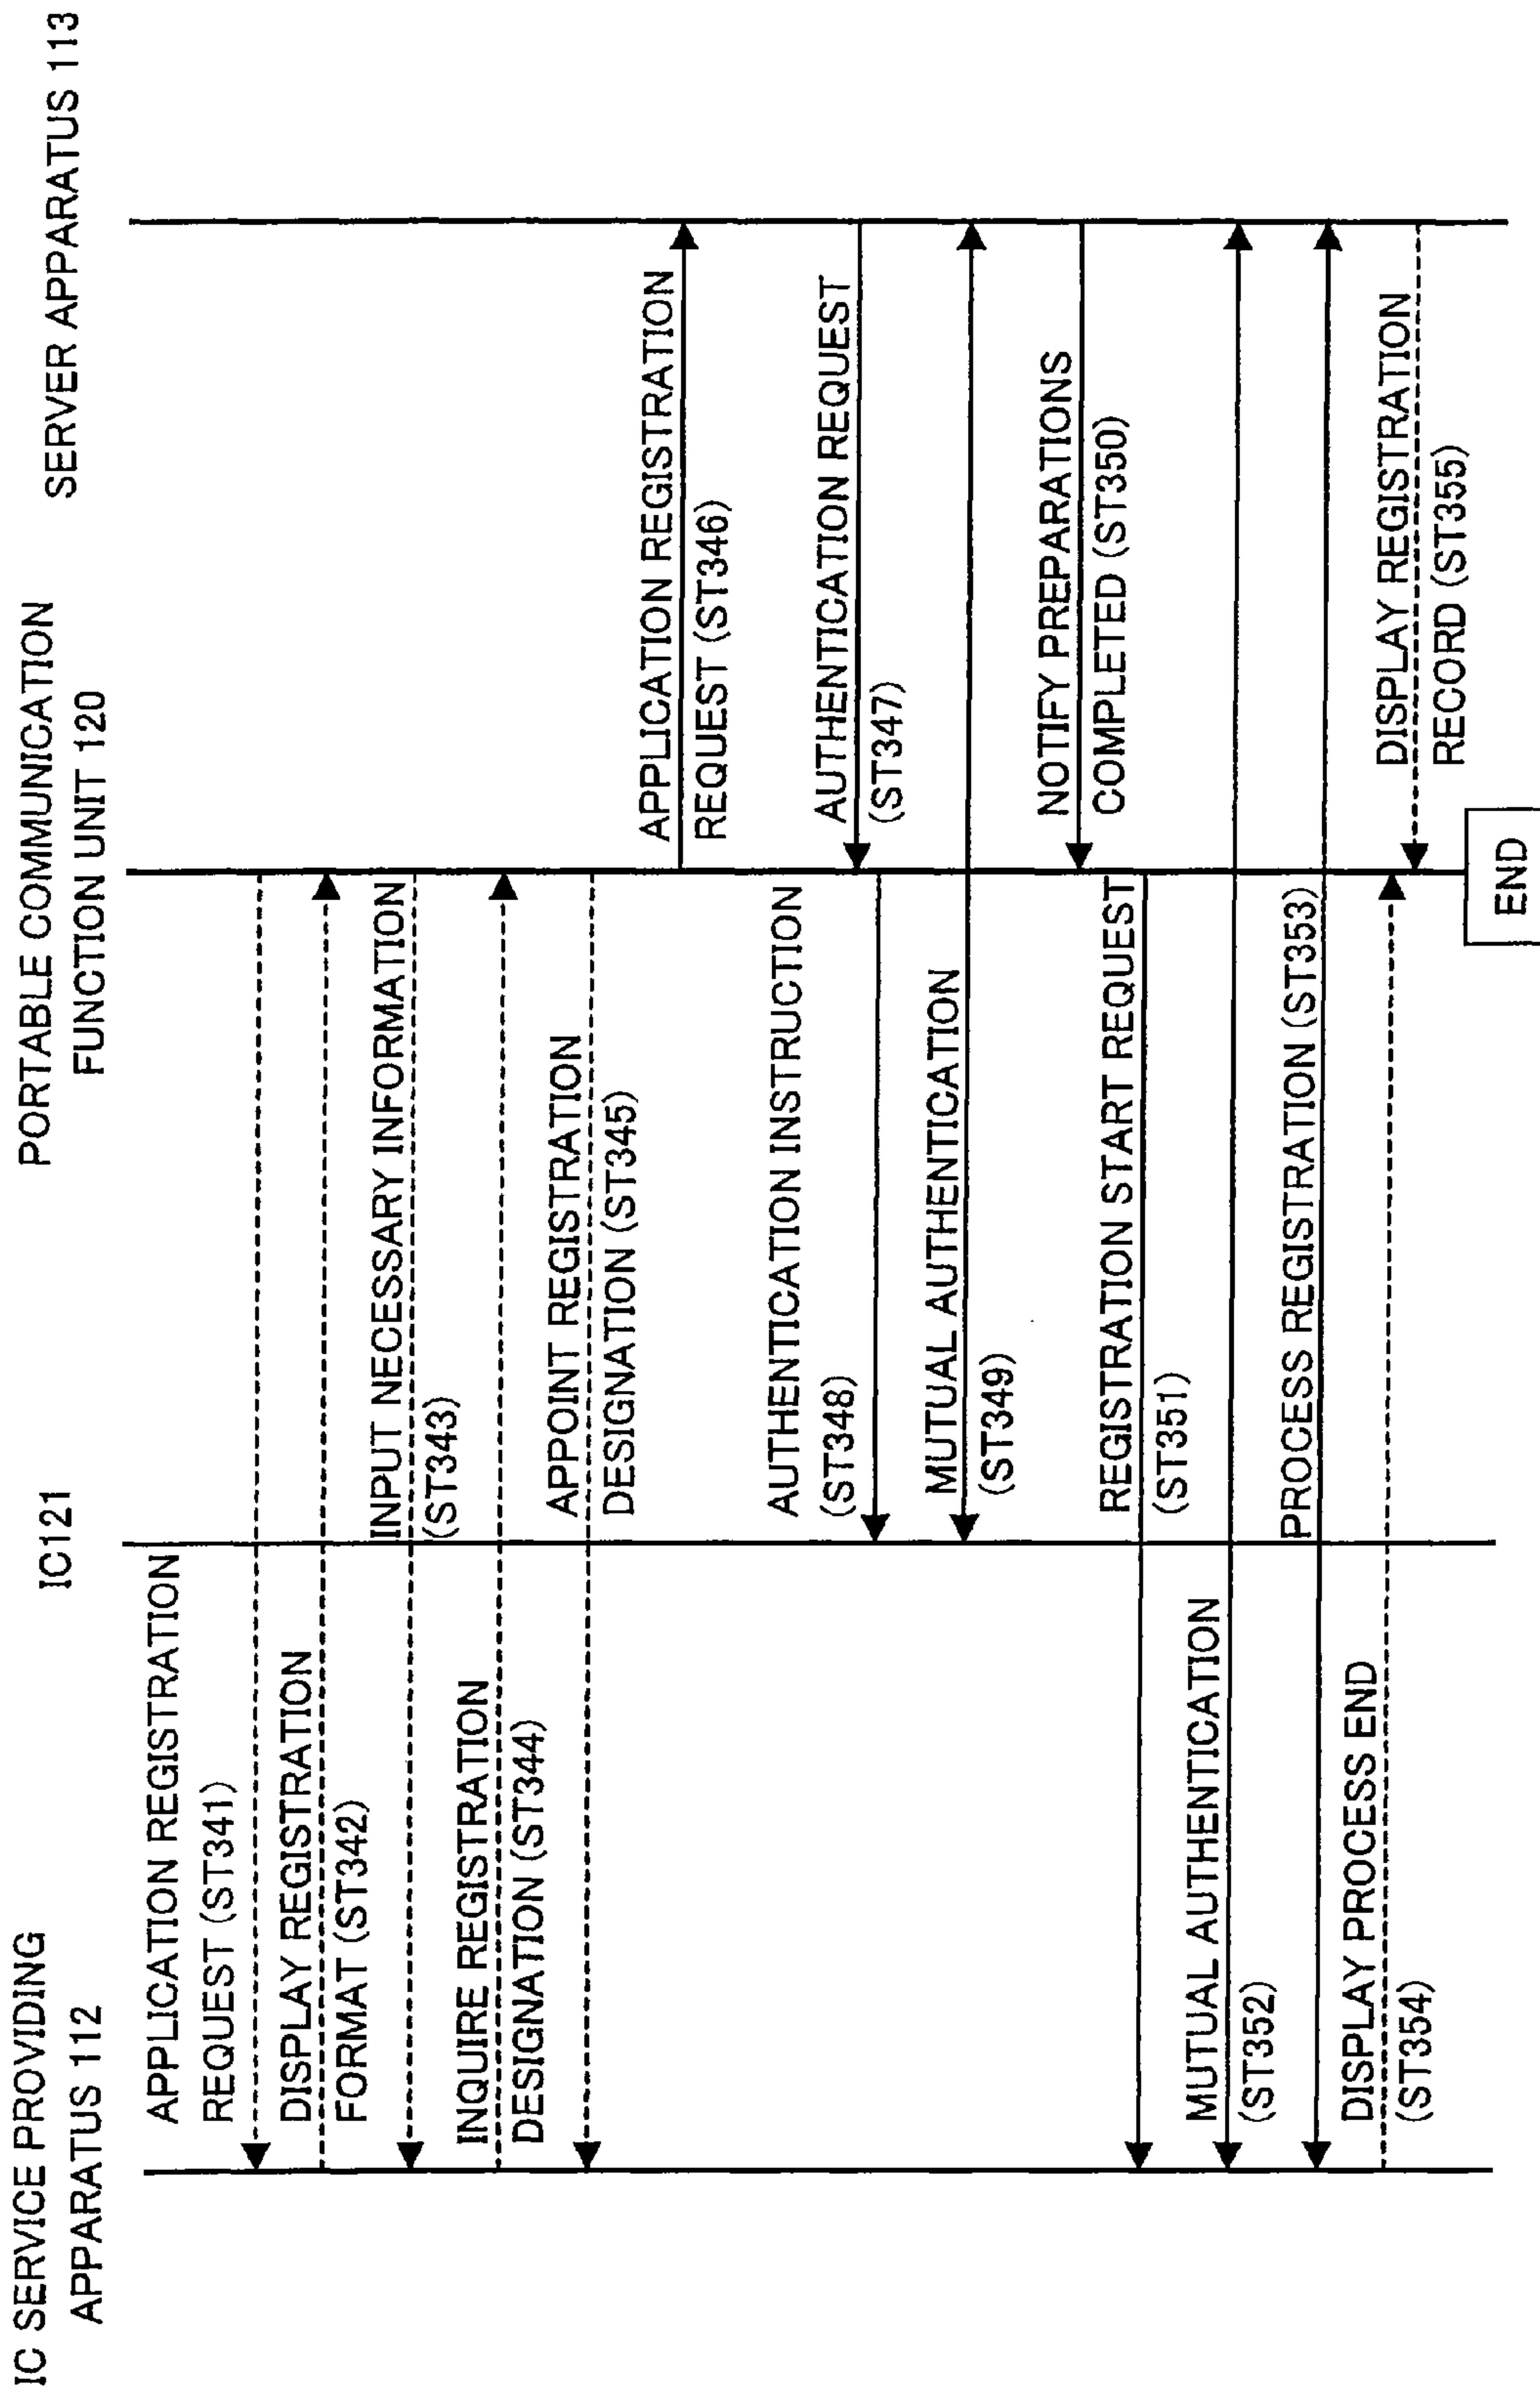 IC SERVICE PROVIDING
APPARATUS 112
IC121
PORTABLE COMMUNICATION
FUNCTION UNIT 120
SERVER APPARATUS 113
APPLICATION REGISTRATION
REQUEST (ST341)
DISPLAY REGISTRATION
FORMAT (ST342)
INPUT NECESSARY INFORMATION
(ST343)
INQUIRE REGISTRATION
DESIGNATION (ST344)
APPOINT REGISTRATION
DESIGNATION (ST345)
APPLICATION REGISTRATION
REQUEST (ST346)
AUTHENTICATION REQUEST
(ST347)
AUTHENTICATION INSTRUCTION
(ST348)
MUTUAL AUTHENTICATION
(ST349)
NOTIFY PREPARATIONS
COMPLETED (ST350)
REGISTRATION START REQUEST
(ST351)
MUTUAL AUTHENTICATION
(ST352)
PROCESS REGISTRATION (ST353)
DISPLAY PROCESS END
(ST354)
DISPLAY REGISTRATION
RECORD (ST355)
END